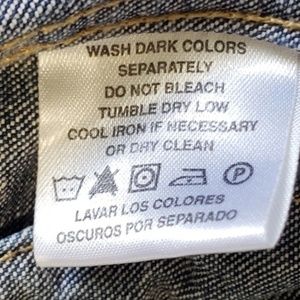 WASH DARK COLORS
SEPARATELY
DO NOT BLEACH
TUMBLE DRY LOW
COOL IRON IF NECESSARY
OR DRY CLEAN
P
LAVAR LOS COLORES
OSCUROS POR SEPARADO